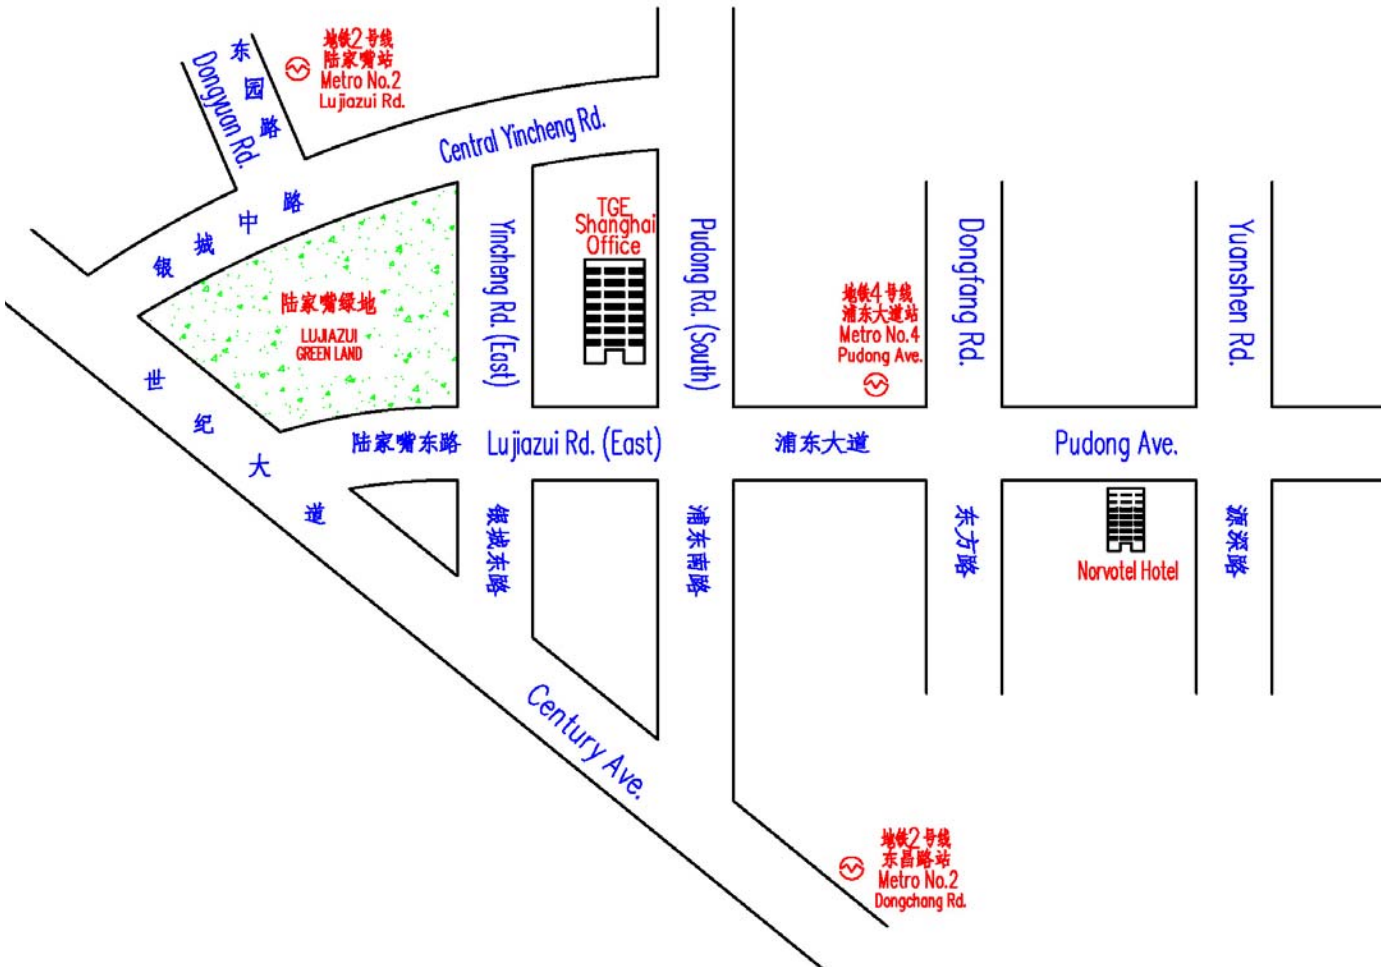 东园路
Dongyuan Rd.
地铁2号线
陆家嘴站
Metro No.2
Lujiazui Rd.
Central Yincheng Rd.
银城中路
TGE
Shanghai
Office
Yincheng Rd. (East)
Pudong Rd. (South)
Dongfang Rd.
Yuanshen Rd.
陆家嘴绿地
LUJIAZUI
GREEN LAND
地铁4号线
浦东大道站
Metro No.4
Pudong Ave.
世纪大道
陆家嘴东路
Lujiazui Rd. (East)
浦东大道
Pudong Ave.
银城东路
浦东南路
东方路
源深路
Norvotel Hotel
Century Ave.
地铁2号线
东昌路站
Metro No.2
Dongchang Rd.